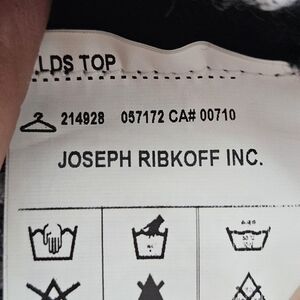 LDS TOP
214928 057172 CA# 00710
JOSEPH RIBKOFF INC.